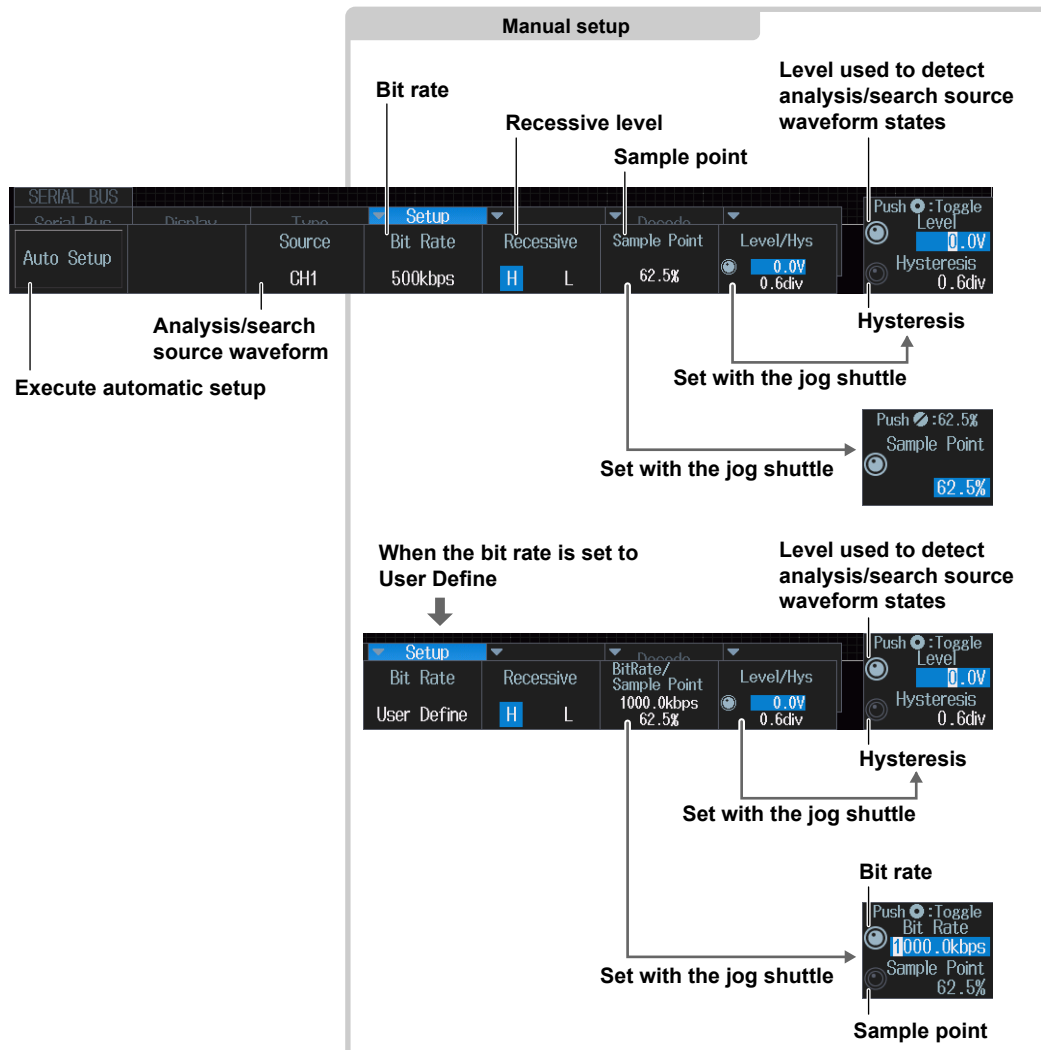 Manual setup
Level used to detect
analysis/search source
waveform states
Bit rate
Recessive level
Sample point
SERIAL BUS
Serial Bus Display Type Setup Decode
Auto Setup
Source
CH1
Bit Rate
500kbps
Recessive
H L
Sample Point
62.5%
Level/Hys
0.0V
0.6div
Push :Toggle
Level
0.0V
Hysteresis
0.6div
Analysis/search
source waveform
Hysteresis
Execute automatic setup
Set with the jog shuttle
Push :62.5%
Sample Point
62.5%
Set with the jog shuttle
When the bit rate is set to
User Define
Level used to detect
analysis/search source
waveform states
Setup Decode
Bit Rate
User Define
Recessive
H L
BitRate/
Sample Point
1000.0kbps
62.5%
Level/Hys
0.0V
0.6div
Push :Toggle
Level
0.0V
Hysteresis
0.6div
Hysteresis
Set with the jog shuttle
Bit rate
Push :Toggle
Bit Rate
1000.0kbps
Sample Point
62.5%
Set with the jog shuttle
Sample point